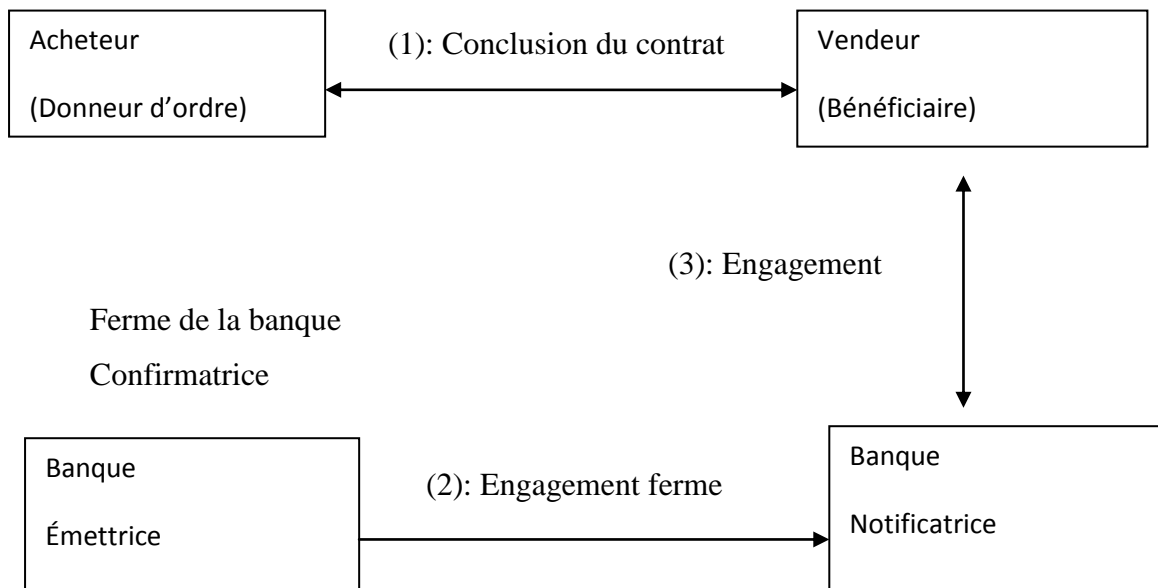 Acheteur
(Donneur d’ordre)
(1): Conclusion du contrat
Vendeur
(Bénéficiaire)
(3): Engagement
Ferme de la banque
Confirmatrice
Banque
Émettrice
(2): Engagement ferme
Banque
Notificatrice